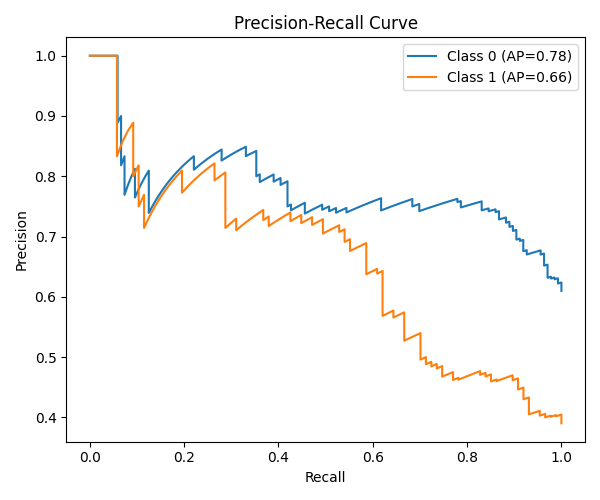 Precision-Recall Curve
Class 0 (AP=0.78)
Class 1 (AP=0.66)
Precision
1.0
0.9
0.8
0.7
0.6
0.5
0.4
0.0 0.2 0.4 0.6 0.8 1.0
Recall